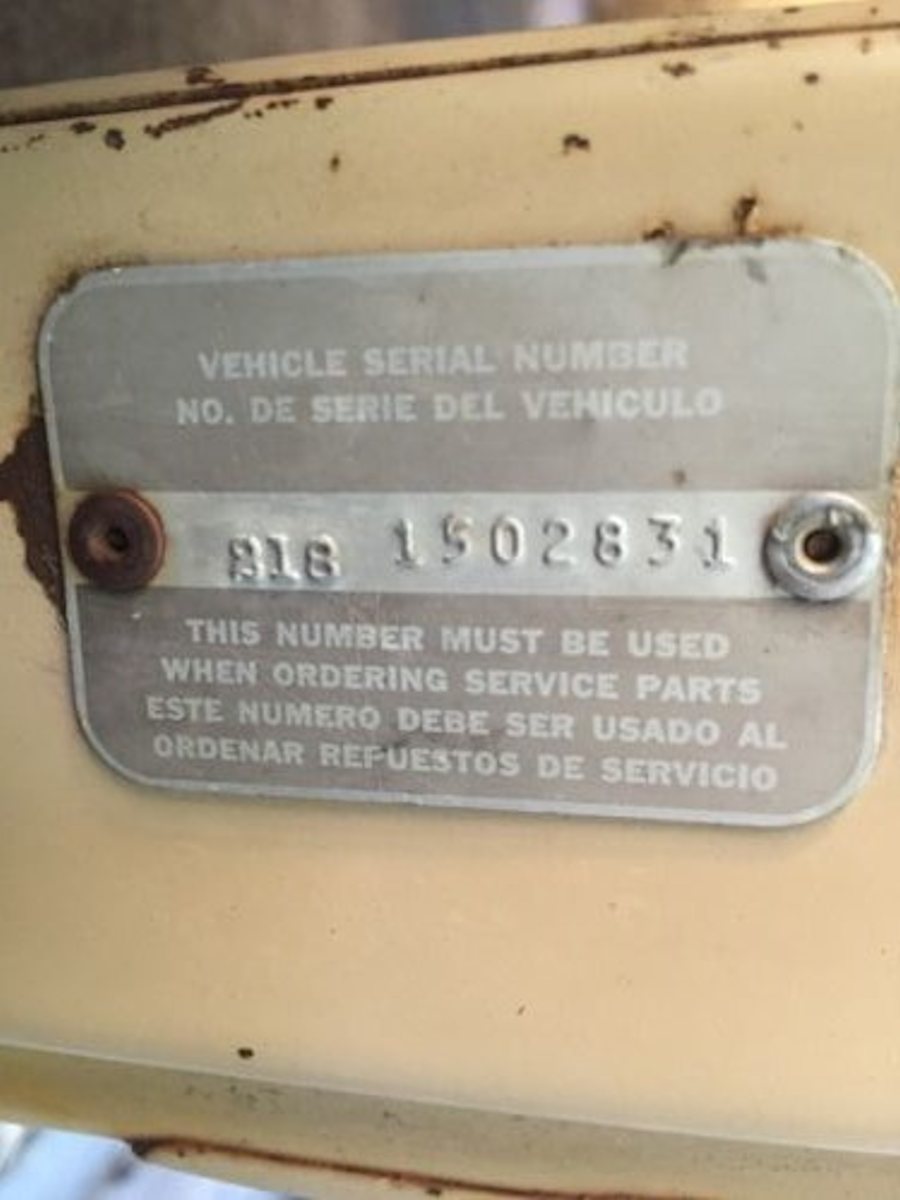 VEHICLE SERIAL NUMBER
NO. DE SERIE DEL VEHICULO
218 1502831
THIS NUMBER MUST BE USED
WHEN ORDERING SERVICE PARTS
ESTE NUMERO DEBE SER USADO AL
ORDENAR REPUESTOS DE SERVICIO